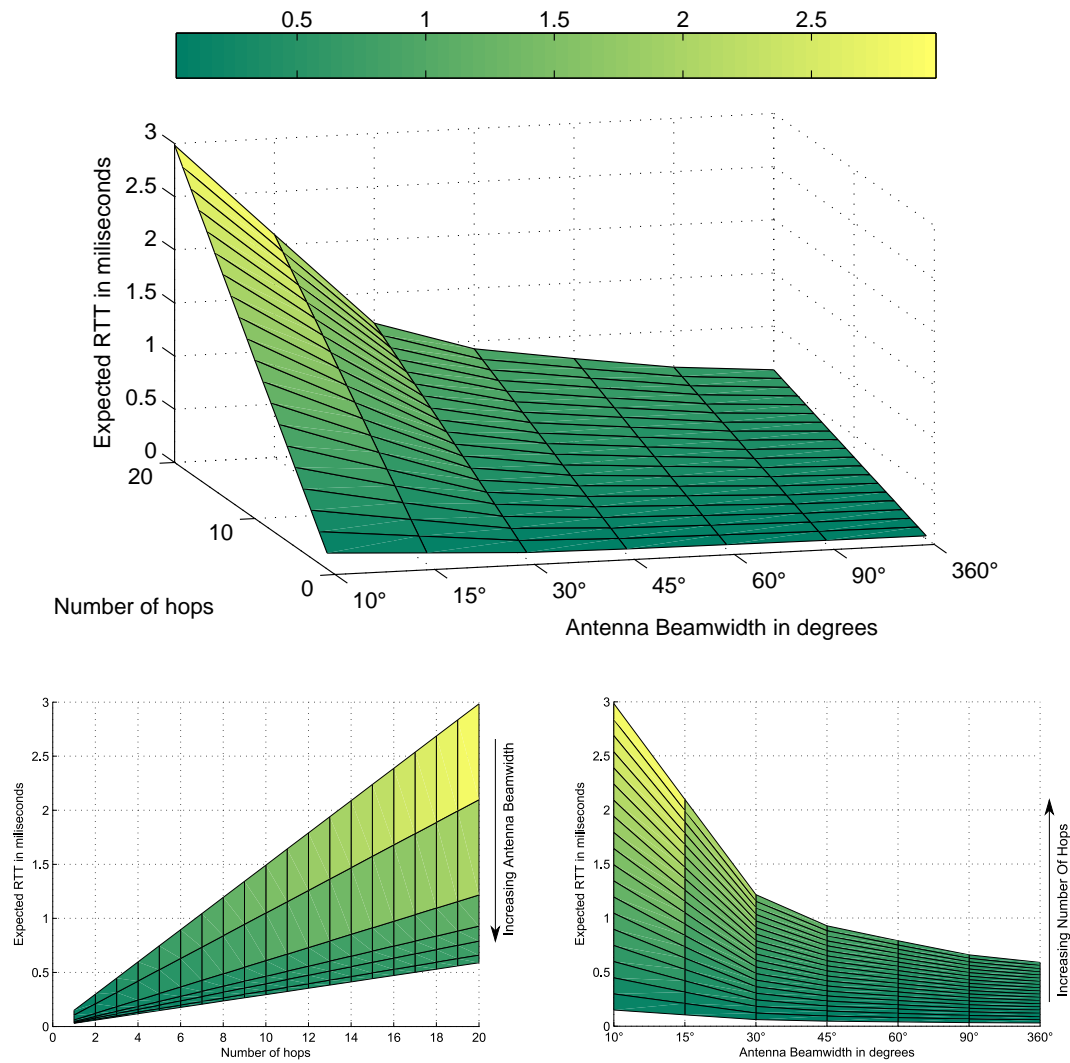 0.5 1 1.5 2 2.5
3
2.5
2
1.5
1
0.5
0
Expected RTT in miliseconds
20
10
0
Number of hops
10° 15° 30° 45° 60° 90° 360°
Antenna Beamwidth in degrees
3
2.5
2
1.5
1
0.5
0
Expected RTT in miliseconds
0 2 4 6 8 10 12 14 16 18 20
Number of hops
Increasing Antenna Beamwidth
3
2.5
2
1.5
1
0.5
0
Expected RTT in miliseconds
10° 15° 30° 45° 60° 90° 360°
Antenna Beamwidth in degrees
Increasing Number Of Hops